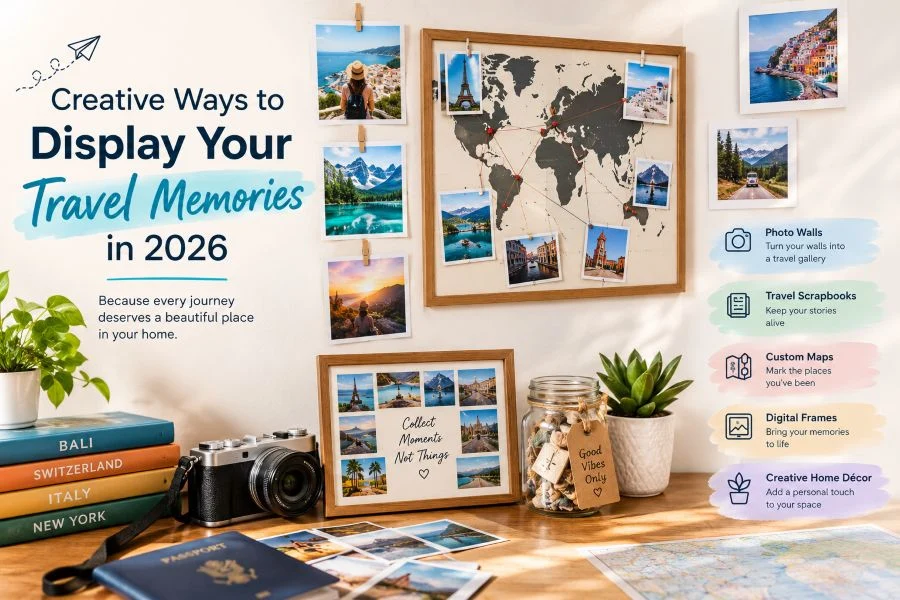 Creative Ways to
Display Your
Travel Memories
in 2026
Because every journey
deserves a beautiful place
in your home.
Photo Walls
Turn your walls into
a travel gallery
Travel Scrapbooks
Keep your stories
alive
Custom Maps
Mark the places
you've been
Digital Frames
Bring your memories
to life
Creative Home Décor
Add a personal touch
to your space
Collect
Moments
Not Things
Good
Vibes
Only
BALI
SWITZERLAND
ITALY
NEW YORK
PASSPORT